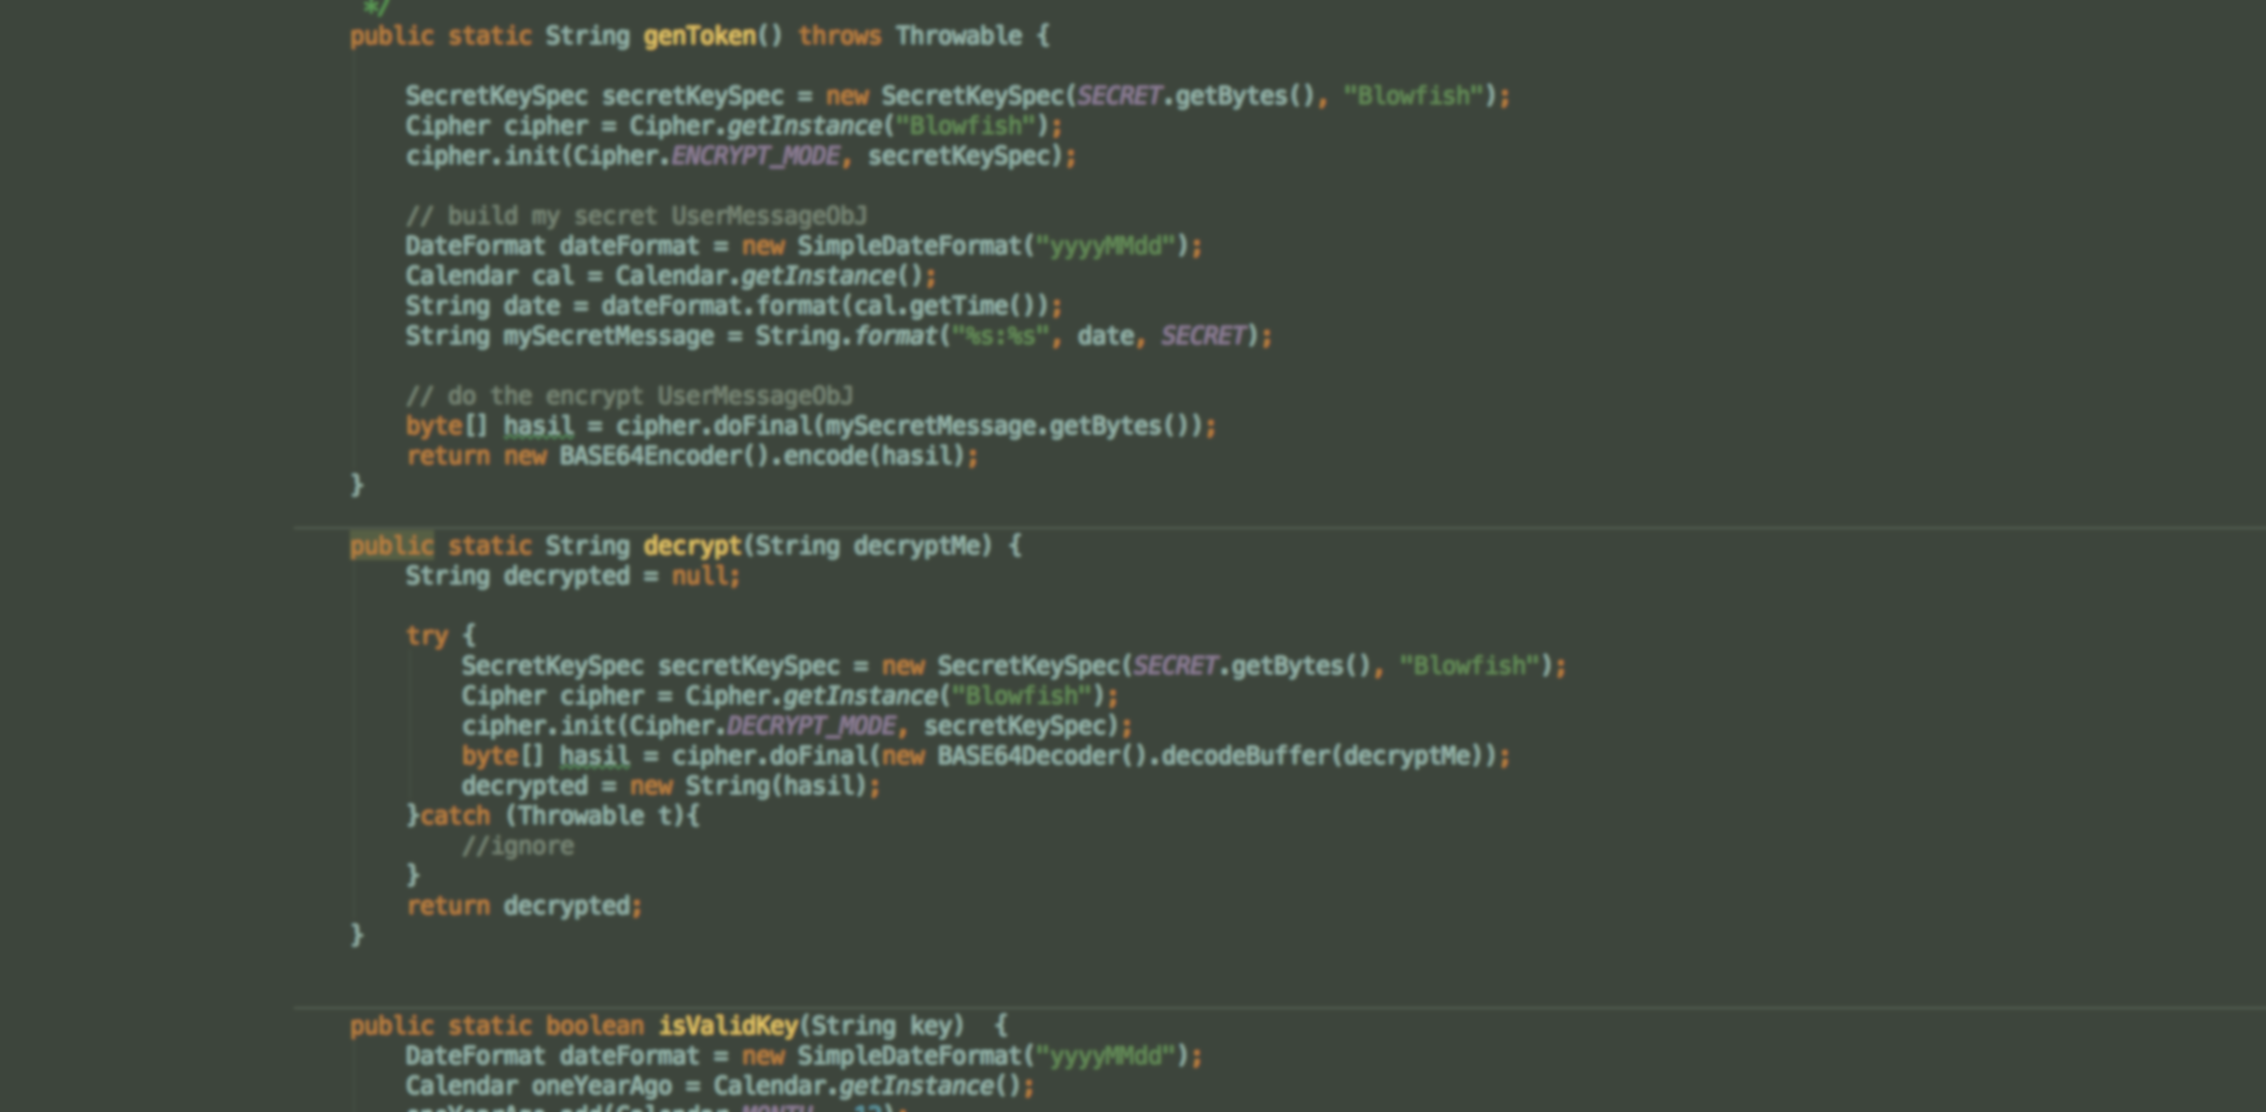 */
public static String genToken() throws Throwable {
SecretKeySpec secretKeySpec = new SecretKeySpec(SECRET.getBytes(), "Blowfish");
Cipher cipher = Cipher.getInstance("Blowfish");
cipher.init(Cipher.ENCRYPT_MODE, secretKeySpec);
// build my secret UserMessageObJ
DateFormat dateFormat = new SimpleDateFormat("yyyyMMdd");
Calendar cal = Calendar.getInstance();
String date = dateFormat.format(cal.getTime());
String mySecretMessage = String.format("%s:%s", date, SECRET);
// do the encrypt UserMessageObJ
byte[] hasil = cipher.doFinal(mySecretMessage.getBytes());
return new BASE64Encoder().encode(hasil);
}
public static String decrypt(String decryptMe) {
String decrypted = null;
try {
SecretKeySpec secretKeySpec = new SecretKeySpec(SECRET.getBytes(), "Blowfish");
Cipher cipher = Cipher.getInstance("Blowfish");
cipher.init(Cipher.DECRYPT_MODE, secretKeySpec);
byte[] hasil = cipher.doFinal(new BASE64Decoder().decodeBuffer(decryptMe));
decrypted = new String(hasil);
}catch (Throwable t){
//ignore
}
return decrypted;
}
public static boolean isValidKey(String key)  {
DateFormat dateFormat = new SimpleDateFormat("yyyyMMdd");
Calendar oneYearAgo = Calendar.getInstance();